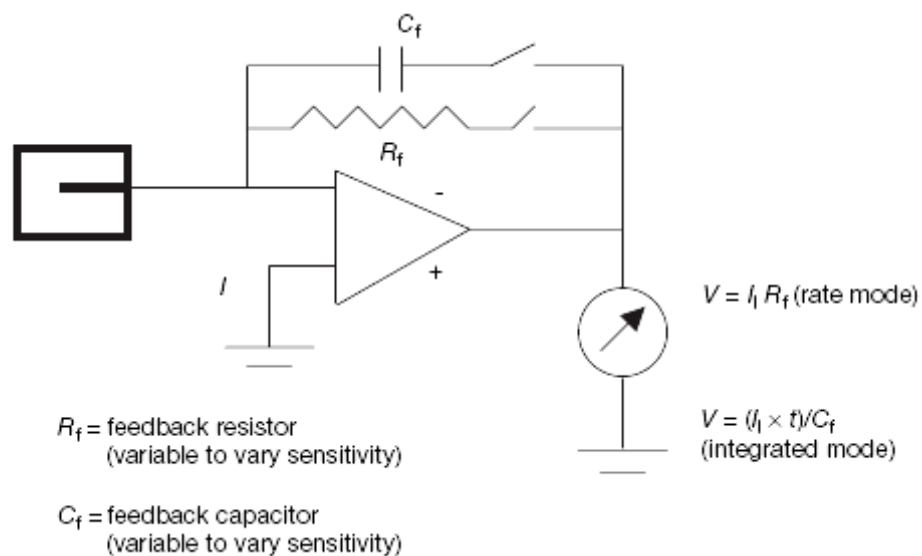 C_f
R_f
-
+
I
V = I_I R_f (rate mode)
R_f = feedback resistor
(variable to vary sensitivity)
V = (I_I × t)/C_f
(integrated mode)
C_f = feedback capacitor
(variable to vary sensitivity)